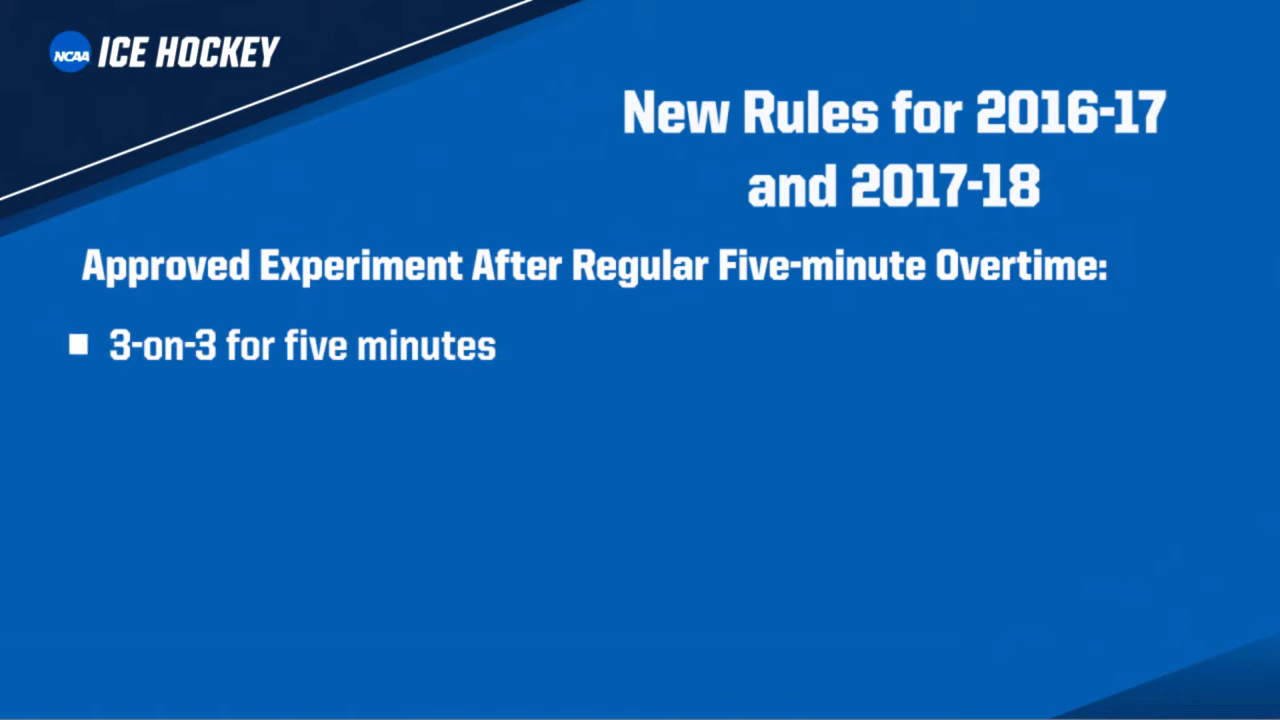 NCAA ICE HOCKEY
New Rules for 2016-17
and 2017-18
Approved Experiment After Regular Five-minute Overtime:
3-on-3 for five minutes